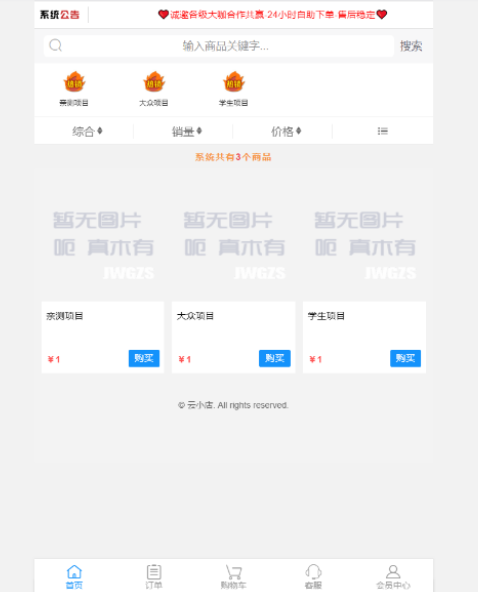 系统公告
❤诚邀各级大咖合作共赢·24小时自助下单·售后稳定❤
输入商品关键字... 搜索
亲测项目 大众项目 学生项目
综合 销量 价格
系统共有3个商品
暂无图片 暂无图片 暂无图片
呃 真木有 呃 真木有 呃 真木有
JWGZS JWGZS JWGZS
亲测项目 大众项目 学生项目
¥1 购买 ¥1 购买 ¥1 购买
© 云小店. All rights reserved.
首页 订单 购物车 客服 会员中心